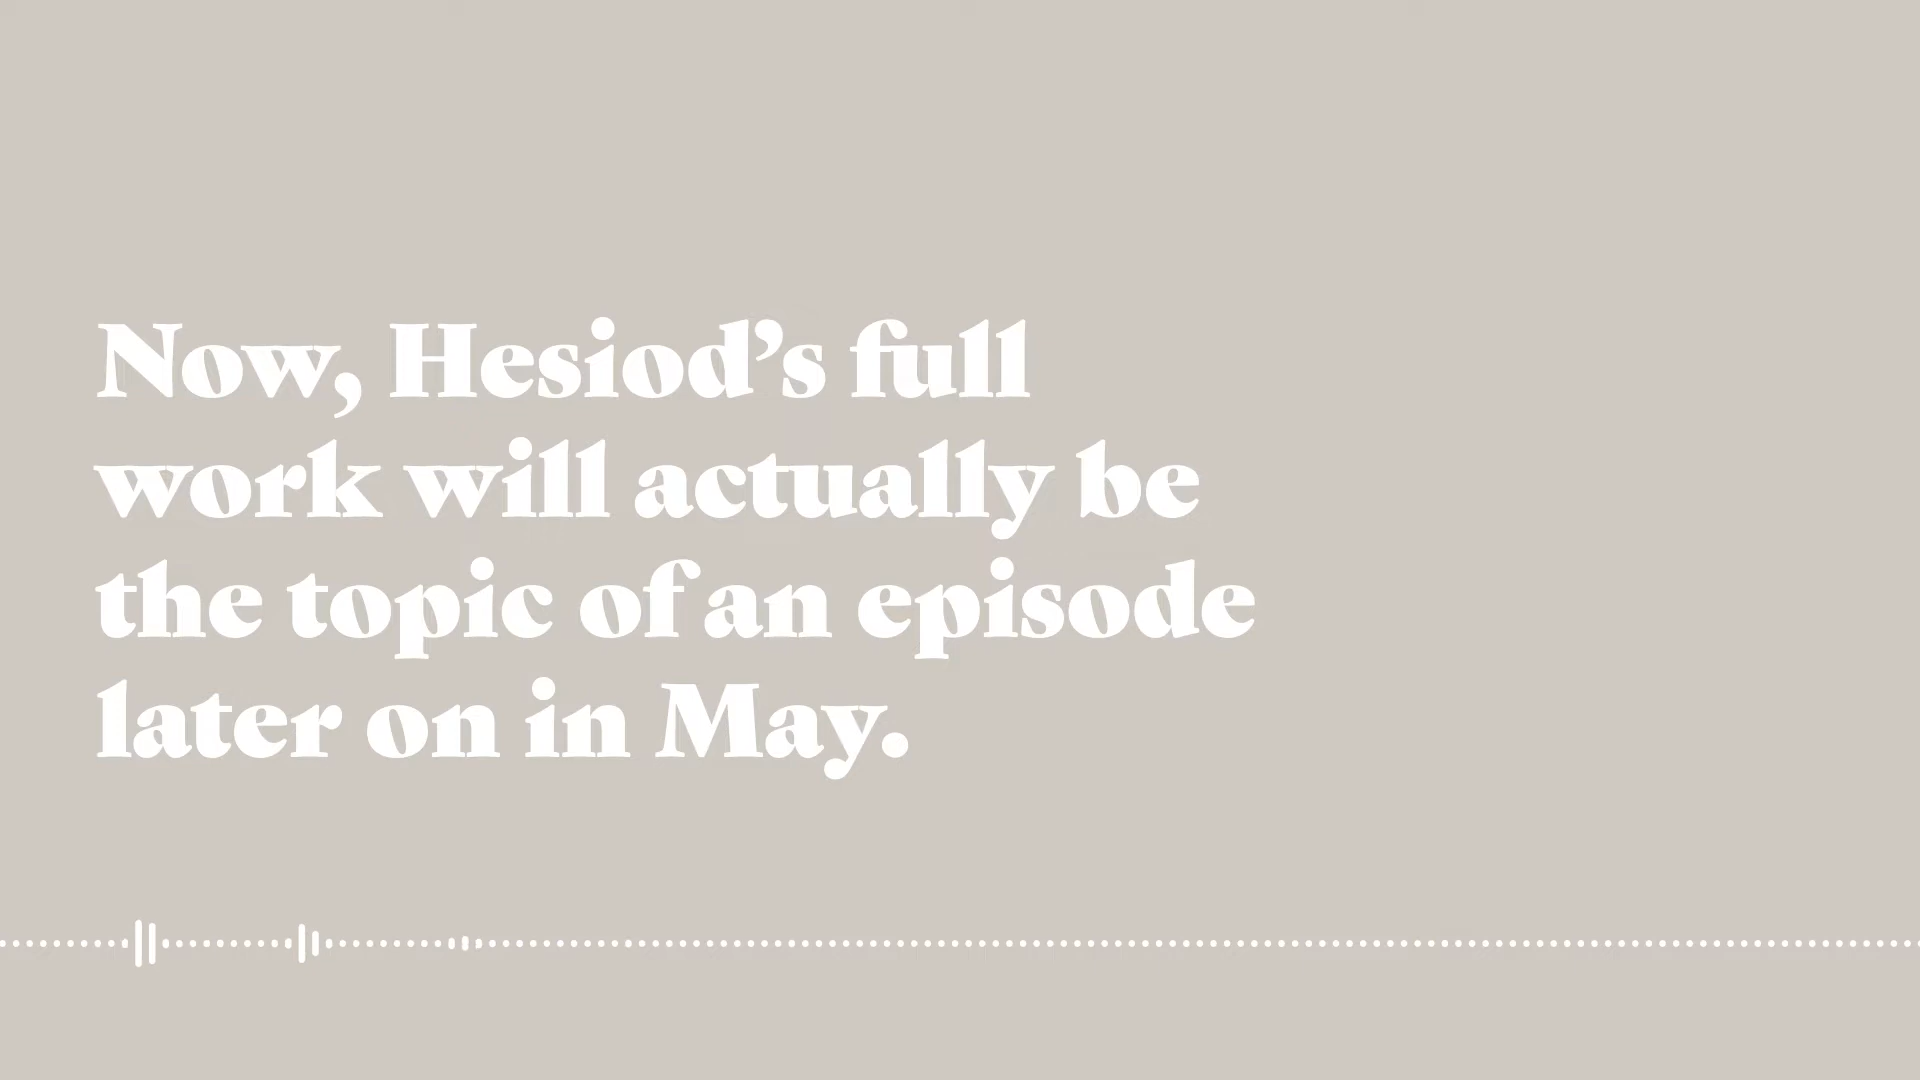 Now, Hesiod’s full
work will actually be
the topic of an episode
later on in May.